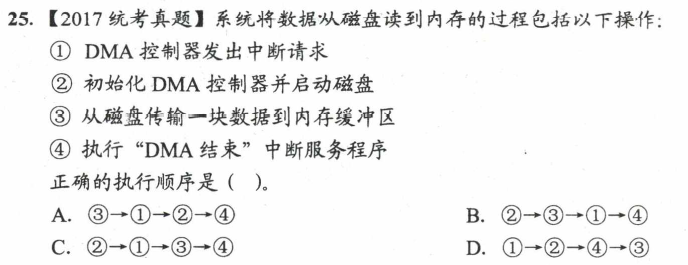 25. 【2017 统考真题】系统将数据从磁盘读到内存的过程包括以下操作:
① DMA 控制器发出中断请求
② 初始化 DMA 控制器并启动磁盘
③ 从磁盘传输一块数据到内存缓冲区
④ 执行“DMA 结束”中断服务程序
正确的执行顺序是 ( )。
A. ③→①→②→④ B. ②→③→①→④
C. ②→①→③→④ D. ①→②→④→③